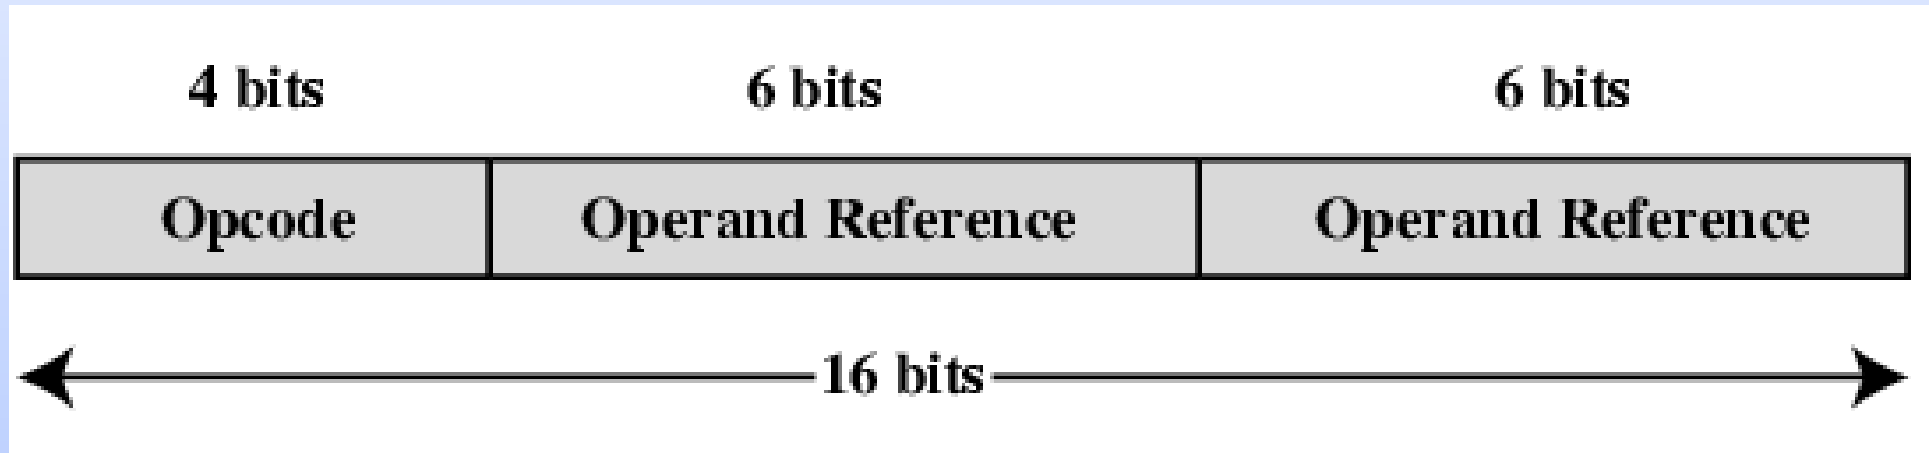 4 bits 6 bits 6 bits
Opcode Operand Reference Operand Reference
16 bits